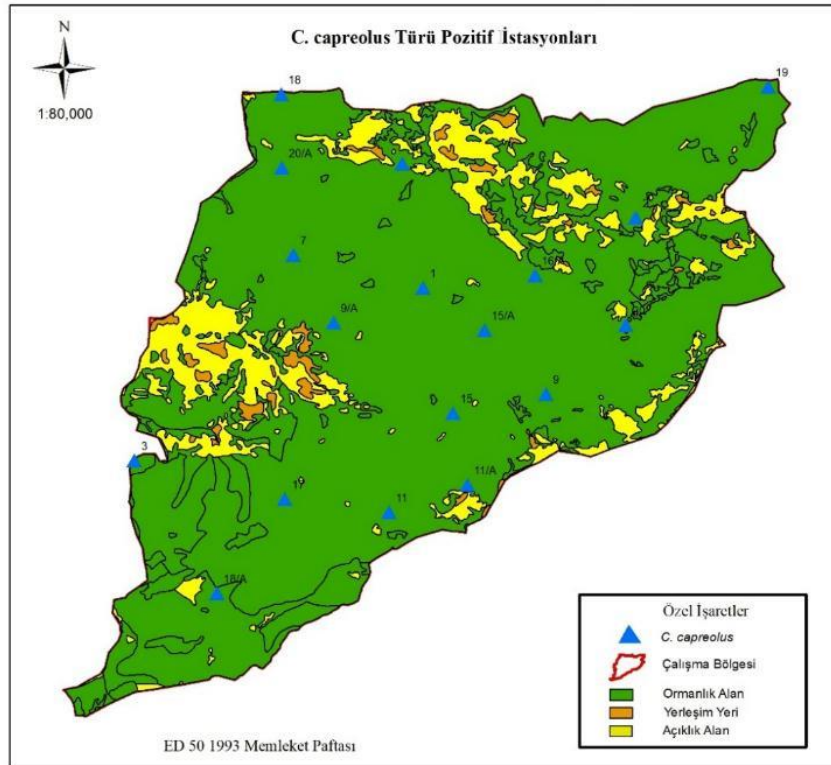 C. capreolus Türü Pozitif İstasyonları
N
1:80,000
18
19
20/A
7
1
16
9/A
15/A
9
15
3
11/A
17
11
18/A
Özel İşaretler
C. capreolus
Çalışma Bölgesi
Ormanlık Alan
Yerleşim Yeri
Açıklık Alan
ED 50 1993 Memleket Paftası